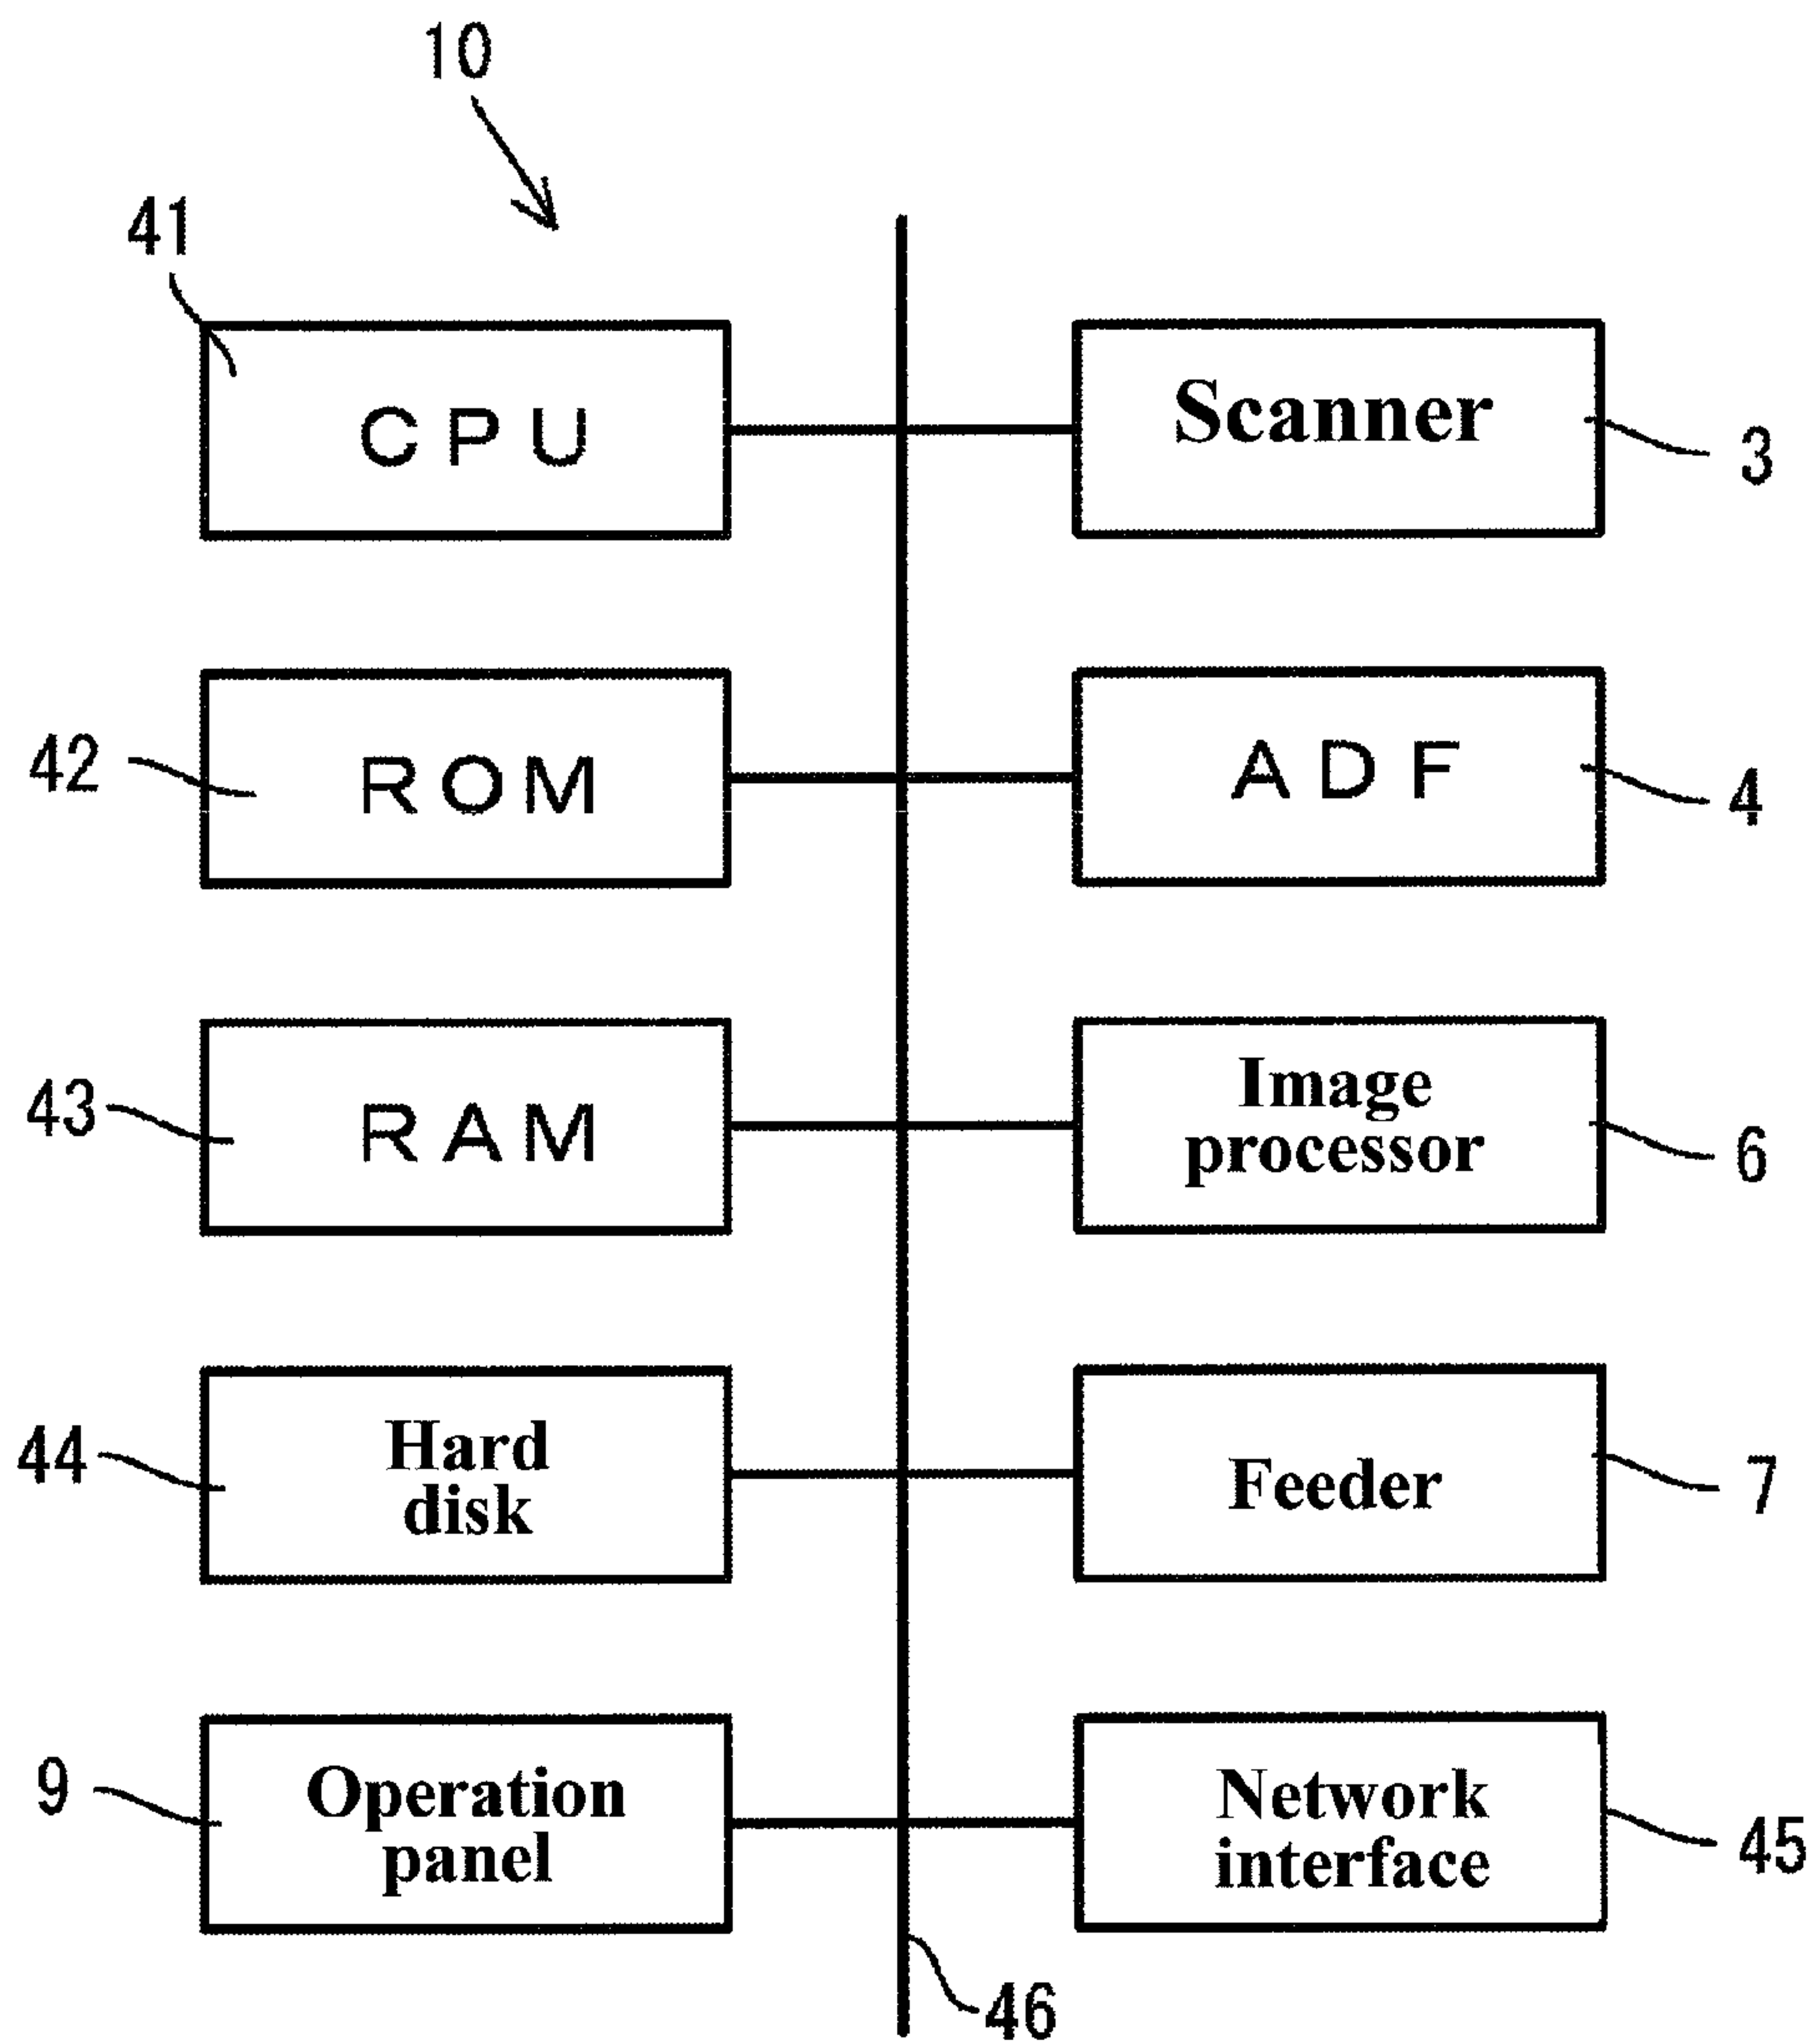 10
41
CPU
Scanner
3
42
ROM
ADF
4
43
RAM
Image
processor
6
44
Hard
disk
Feeder
7
9
Operation
panel
Network
interface
45
46